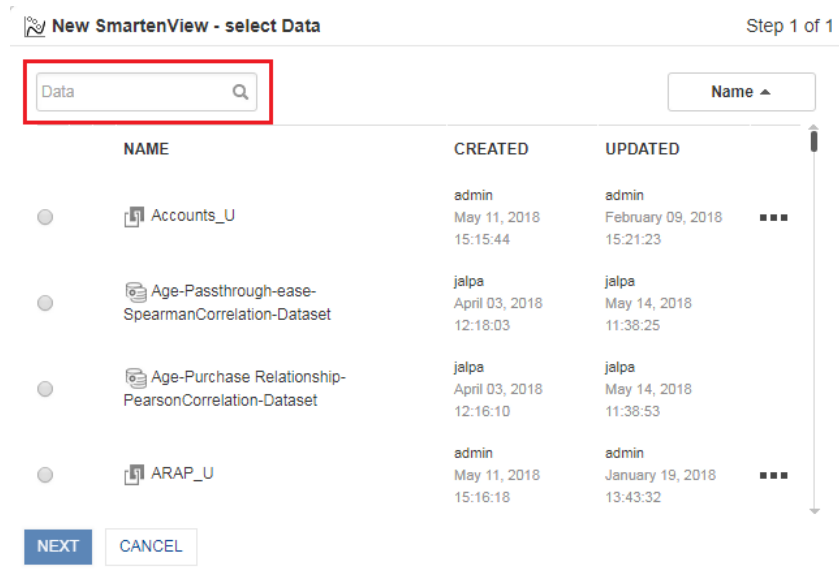 New SmartenView - select Data Step 1 of 1
Data Name
NAME CREATED UPDATED
admin admin
Accounts_U May 11, 2018 February 09, 2018
15:15:44 15:21:23
jalpa jalpa
Age-Passthrough-ease- April 03, 2018 May 14, 2018
SpearmanCorrelation-Dataset 12:18:03 11:38:25
jalpa jalpa
Age-Purchase Relationship- April 03, 2018 May 14, 2018
PearsonCorrelation-Dataset 12:16:10 11:38:53
admin admin
ARAP_U May 11, 2018 January 19, 2018
15:16:18 13:43:32
NEXT CANCEL